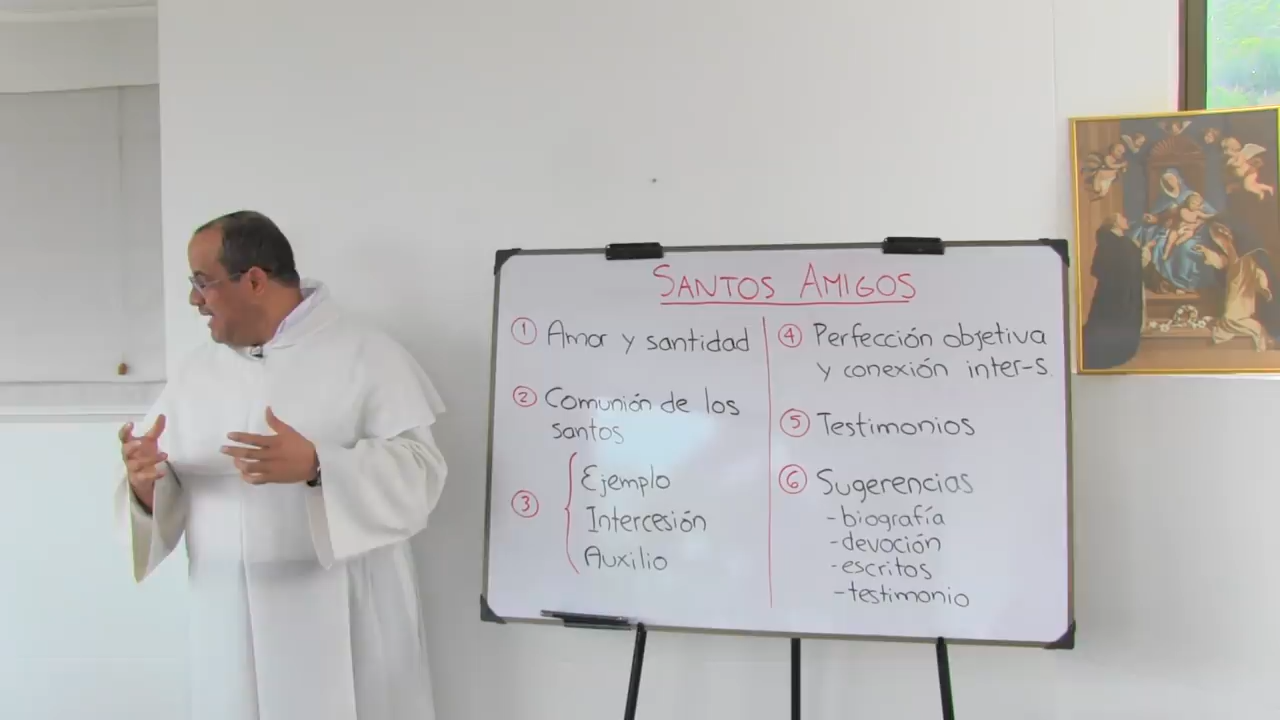 SANTOS AMIGOS
① Amor y santidad
② Comunión de los
santos
③ Ejemplo
Intercesión
Auxilio
④ Perfección objetiva
y conexión inter-s.
⑤ Testimonios
⑥ Sugerencias
-biografía
-devoción
-escritos
-testimonio